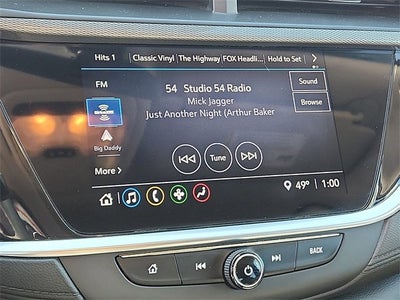 Hits 1 Classic Vinyl The Highway FOX Headli... Hold to Set
FM
54 Studio 54 Radio
Sound
Mick Jagger
Browse
Just Another Night (Arthur Baker
Big Daddy
Tune
More
49° 1:00
BACK